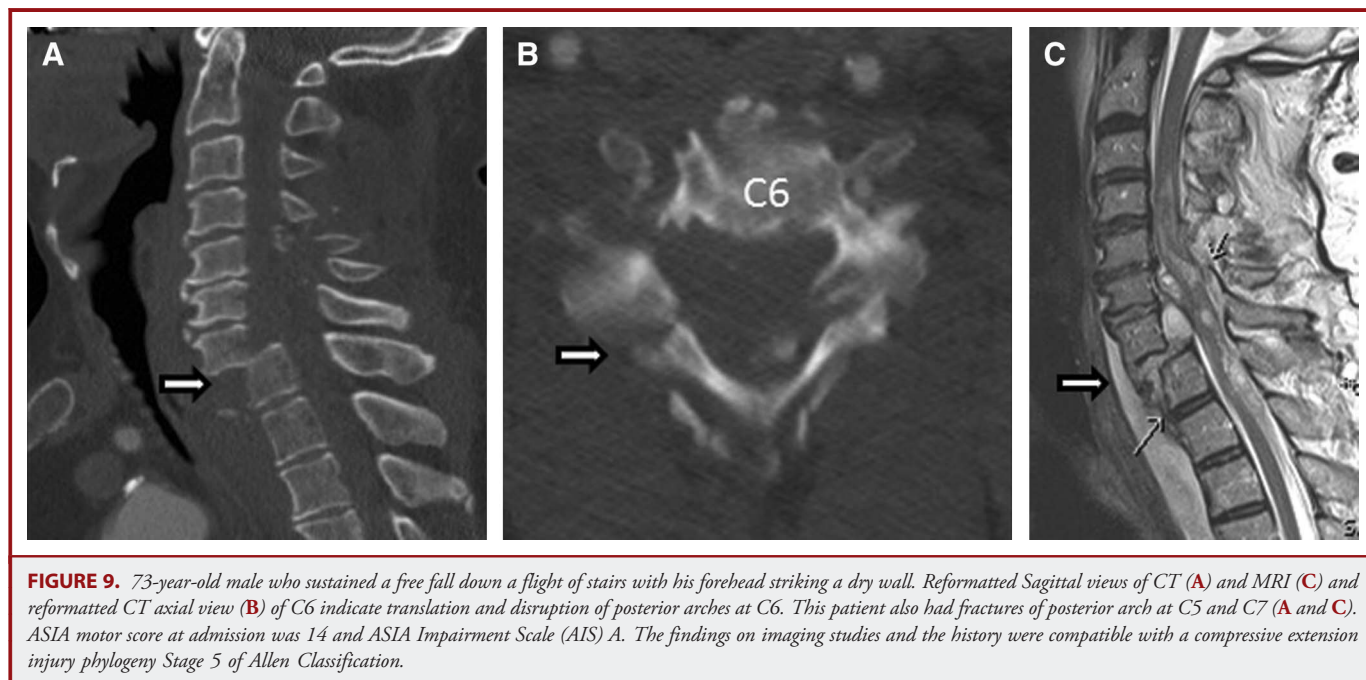 A
B
C
C6
S
FIGURE 9. 73-year-old male who sustained a free fall down a flight of stairs with his forehead striking a dry wall. Reformatted Sagittal views of CT (A) and MRI (C) and
reformatted CT axial view (B) of C6 indicate translation and disruption of posterior arches at C6. This patient also had fractures of posterior arch at C5 and C7 (A and C).
ASIA motor score at admission was 14 and ASIA Impairment Scale (AIS) A. The findings on imaging studies and the history were compatible with a compressive extension
injury phylogeny Stage 5 of Allen Classification.